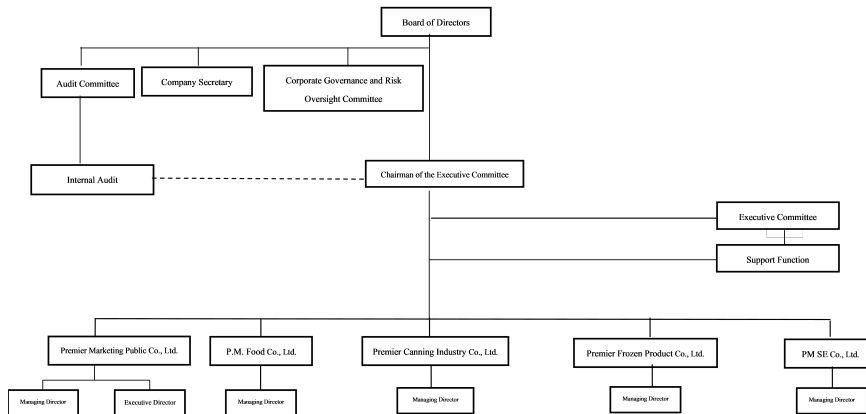 Board of Directors
Audit Committee
Company Secretary
Corporate Governance and Risk
Oversight Committee
Internal Audit
Chairman of the Executive Committee
Executive Committee
Support Function
Premier Marketing Public Co., Ltd.
P.M. Food Co., Ltd.
Premier Canning Industry Co., Ltd.
Premier Frozen Product Co., Ltd.
PM SE Co., Ltd.
Managing Director
Executive Director
Managing Director
Managing Director
Managing Director
Managing Director